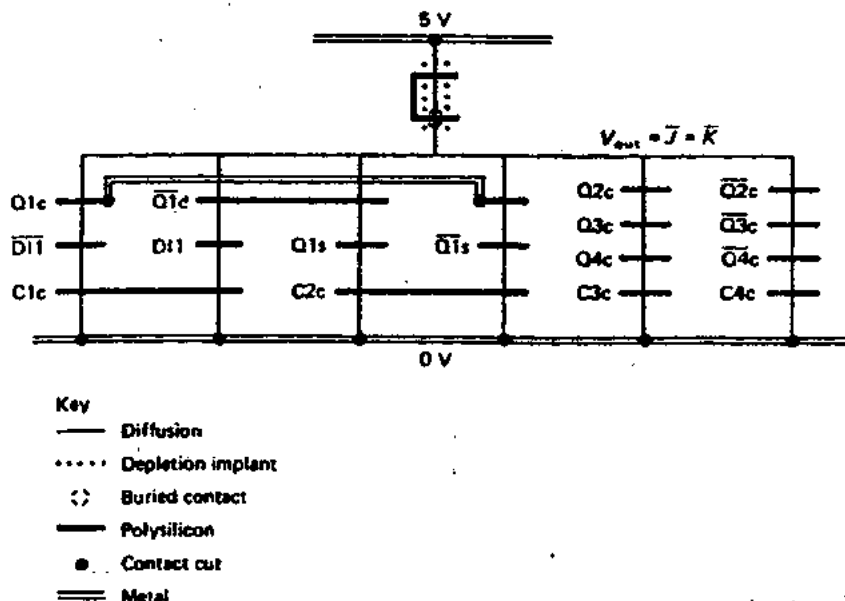 5 V
V_out = J̅ = K̅
Q1c Q̅1̅c Q2c Q̅2̅c
Q3c Q̅3̅c
D̅I̅1̅ DI1 Q1s Q̅1̅s Q4c Q̅4̅c
C1c C2c C3c C4c
0 V
Key
Diffusion
Depletion implant
Buried contact
Polysilicon
Contact cut
Metal